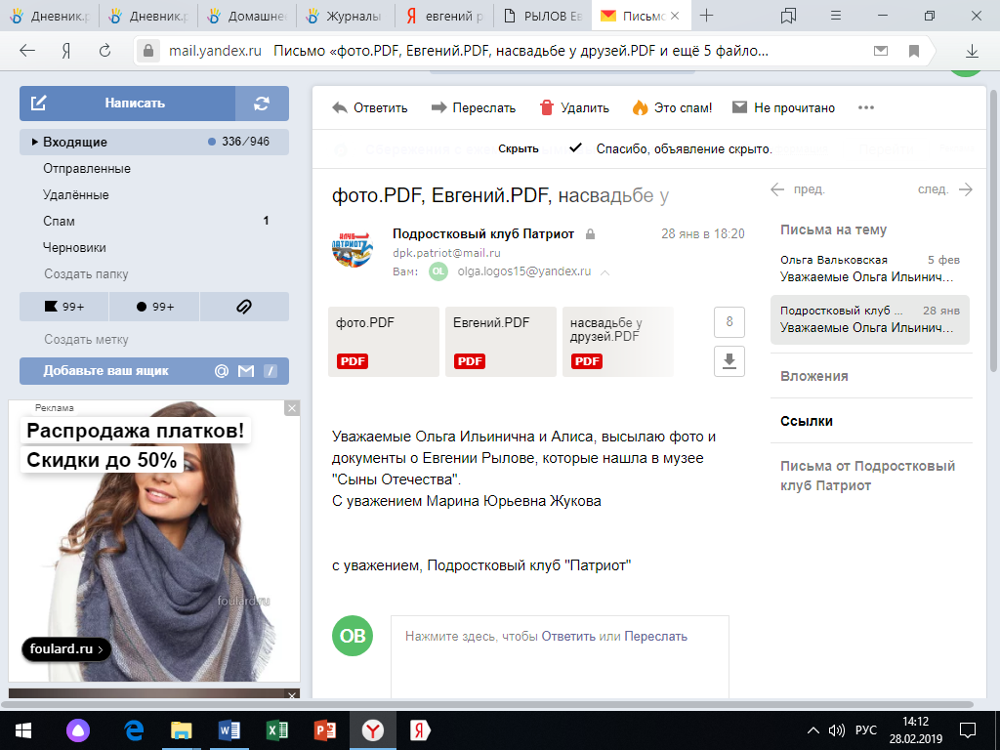 Дневник.р
Дневник.р
Домашне
Журналы
евгений р
РЫЛОВ Ев
Письмо
mail.yandex.ru Письмо «фото.PDF, Евгений.PDF, насвадьбе у друзей.PDF и ещё 5 файло...
Написать
Входящие 336/946
Отправленные
Удалённые
Спам 1
Черновики
Создать папку
99+ 99+
Создать метку
Добавьте ваш ящик
Реклама
Распродажа платков!
Скидки до 50%
foulard.ru
foulard.ru
Ответить Переслать Удалить Это спам! Не прочитано
Скрыть Спасибо, объявление скрыто.
фото.PDF, Евгений.PDF, насвадьбе у
Подростковый клуб Патриот 28 янв в 18:20
dpk.patriot@mail.ru
Вам: OL olga.logos15@yandex.ru
фото.PDF
PDF
Евгений.PDF
PDF
насвадьбе у
друзей.PDF
PDF
8
Уважаемые Ольга Ильинична и Алиса, высылаю фото и
документы о Евгении Рылове, которые нашла в музее
"Сыны Отечества".
С уважением Марина Юрьевна Жукова
с уважением, Подростковый клуб "Патриот"
ОВ
Нажмите здесь, чтобы Ответить или Переслать
пред. след.
Письма на тему
Ольга Вальковская 5 фев
Уважаемые Ольга Ильинич...
Подростковый клуб ... 28 янв
Уважаемые Ольга Ильинич...
Вложения
Ссылки
Письма от Подростковый
клуб Патриот
РУС
14:12
28.02.2019